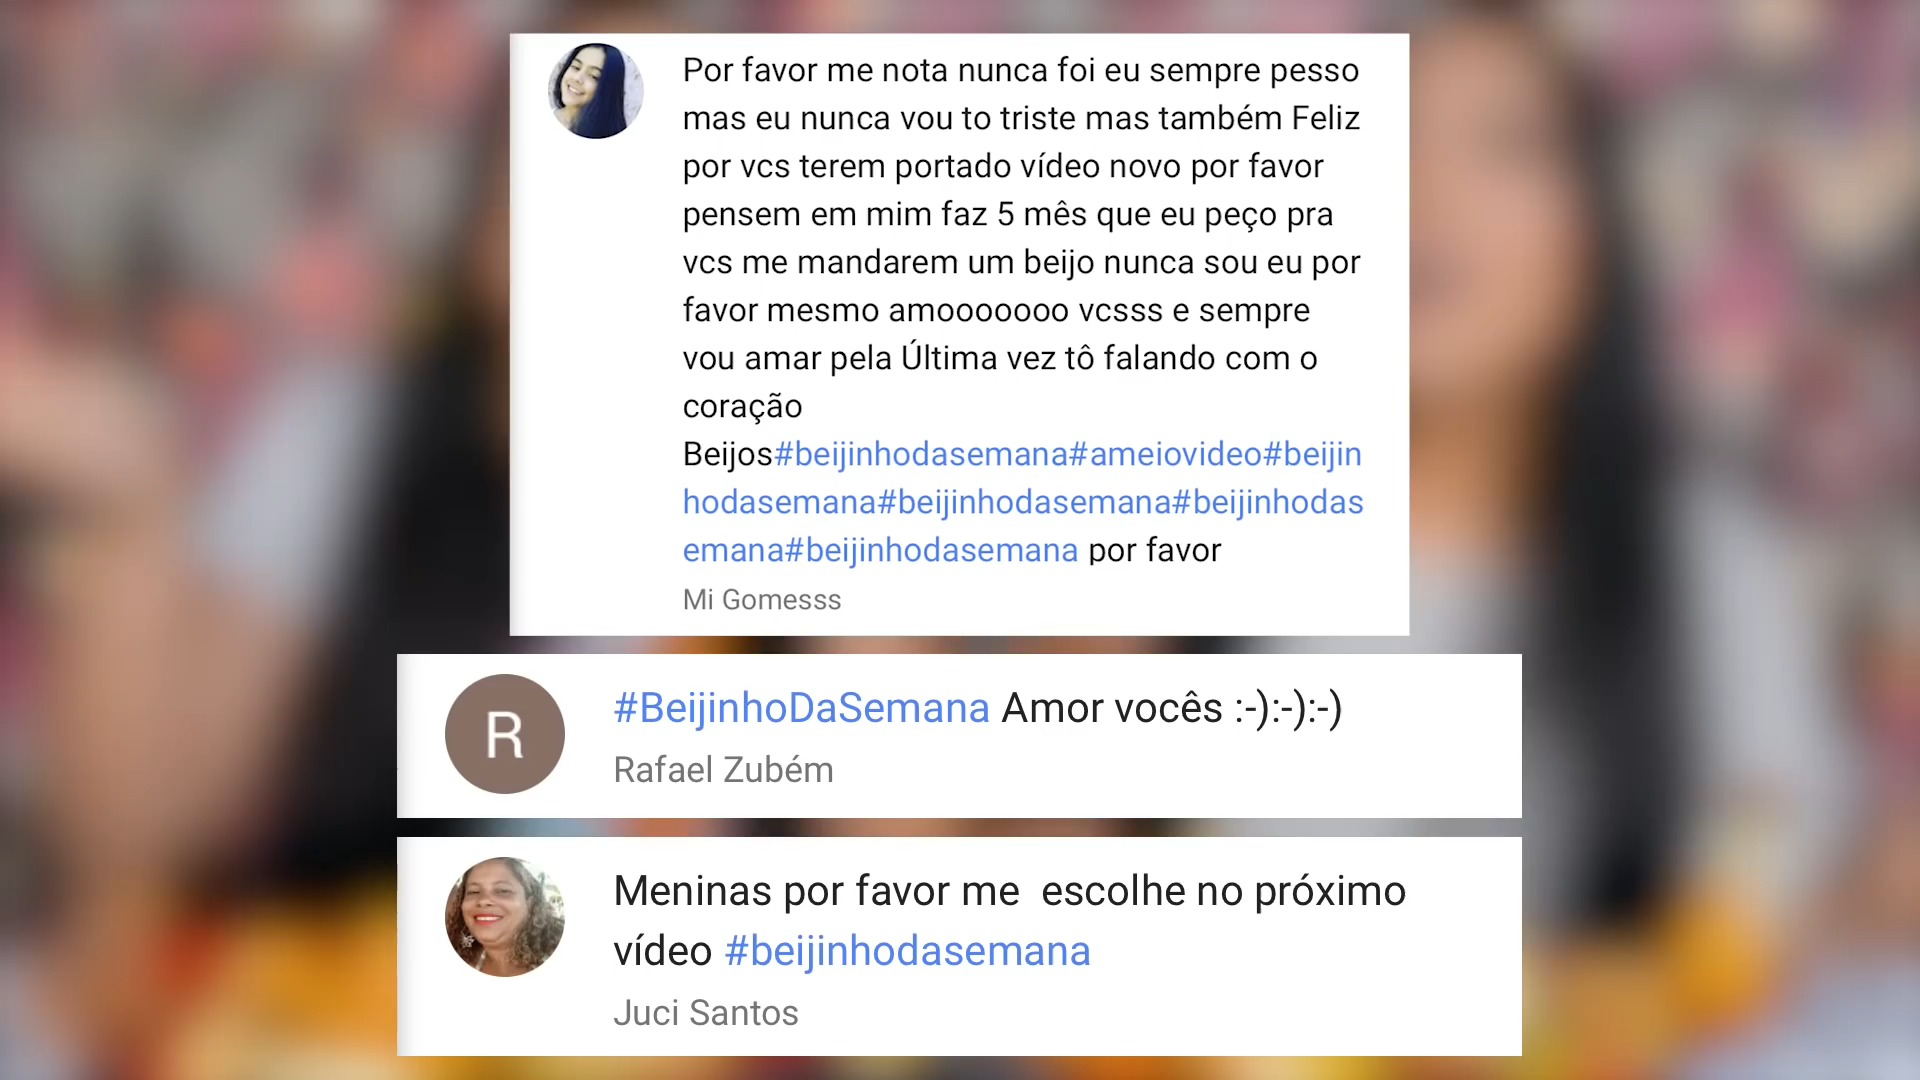 Por favor me nota nunca foi eu sempre pesso
mas eu nunca vou to triste mas também Feliz
por vcs terem portado vídeo novo por favor
pensem em mim faz 5 mês que eu peço pra
vcs me mandarem um beijo nunca sou eu por
favor mesmo amooooooo vcsss e sempre
vou amar pela Última vez tô falando com o
coração
Beijos#beijinhodasemana#ameiovideo#beijin
hodasemana#beijinhodasemana#beijinhodas
emana#beijinhodasemana por favor
Mi Gomesss
R
#BeijinhoDaSemana Amor vocês :-):-):-)
Rafael Zubém
Meninas por favor me  escolhe no próximo
vídeo #beijinhodasemana
Juci Santos